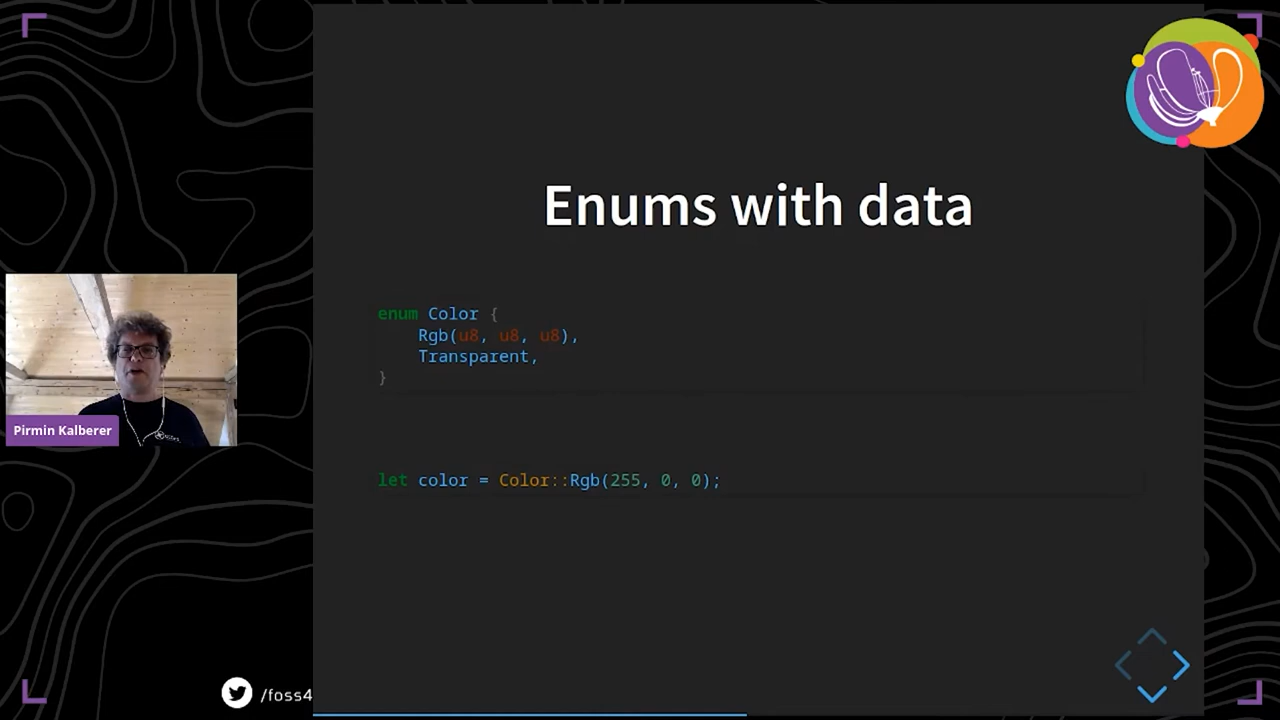 Enums with data
enum Color {
    Rgb(u8, u8, u8),
    Transparent,
}
let color = Color::Rgb(255, 0, 0);
Pirmin Kalberer
/foss4